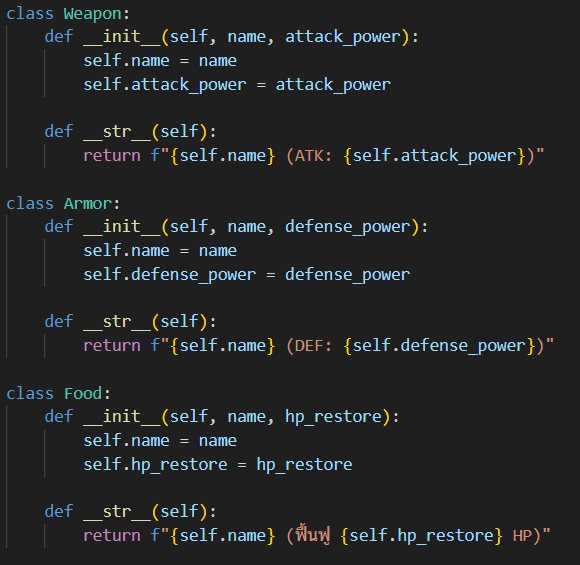 class Weapon:
    def __init__(self, name, attack_power):
        self.name = name
        self.attack_power = attack_power

    def __str__(self):
        return f"{self.name} (ATK: {self.attack_power})"

class Armor:
    def __init__(self, name, defense_power):
        self.name = name
        self.defense_power = defense_power

    def __str__(self):
        return f"{self.name} (DEF: {self.defense_power})"

class Food:
    def __init__(self, name, hp_restore):
        self.name = name
        self.hp_restore = hp_restore

    def __str__(self):
        return f"{self.name} (ฟื้นฟู {self.hp_restore} HP)"